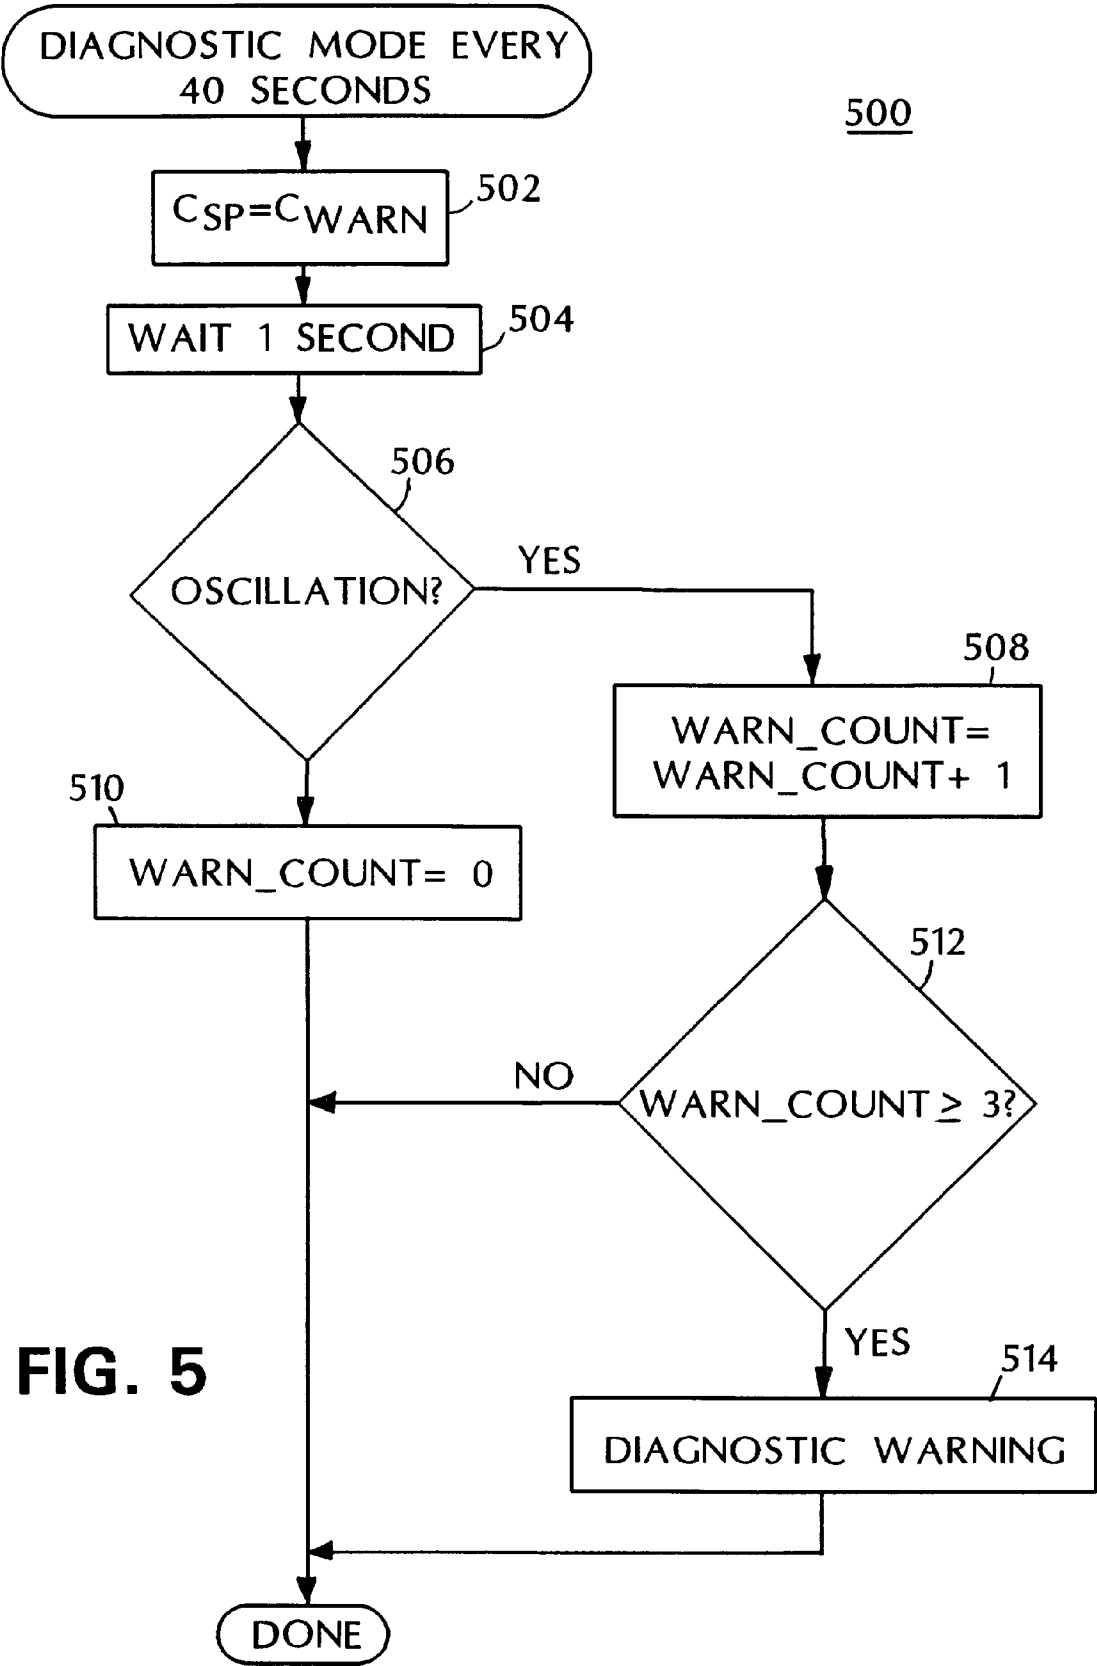 DIAGNOSTIC MODE EVERY
40 SECONDS
500
CSP=CWARN
502
WAIT 1 SECOND
504
506
OSCILLATION?
YES
508
WARN_COUNT=
WARN_COUNT+ 1
510
WARN_COUNT= 0
512
NO
WARN_COUNT≥ 3?
YES
FIG. 5
514
DIAGNOSTIC WARNING
DONE